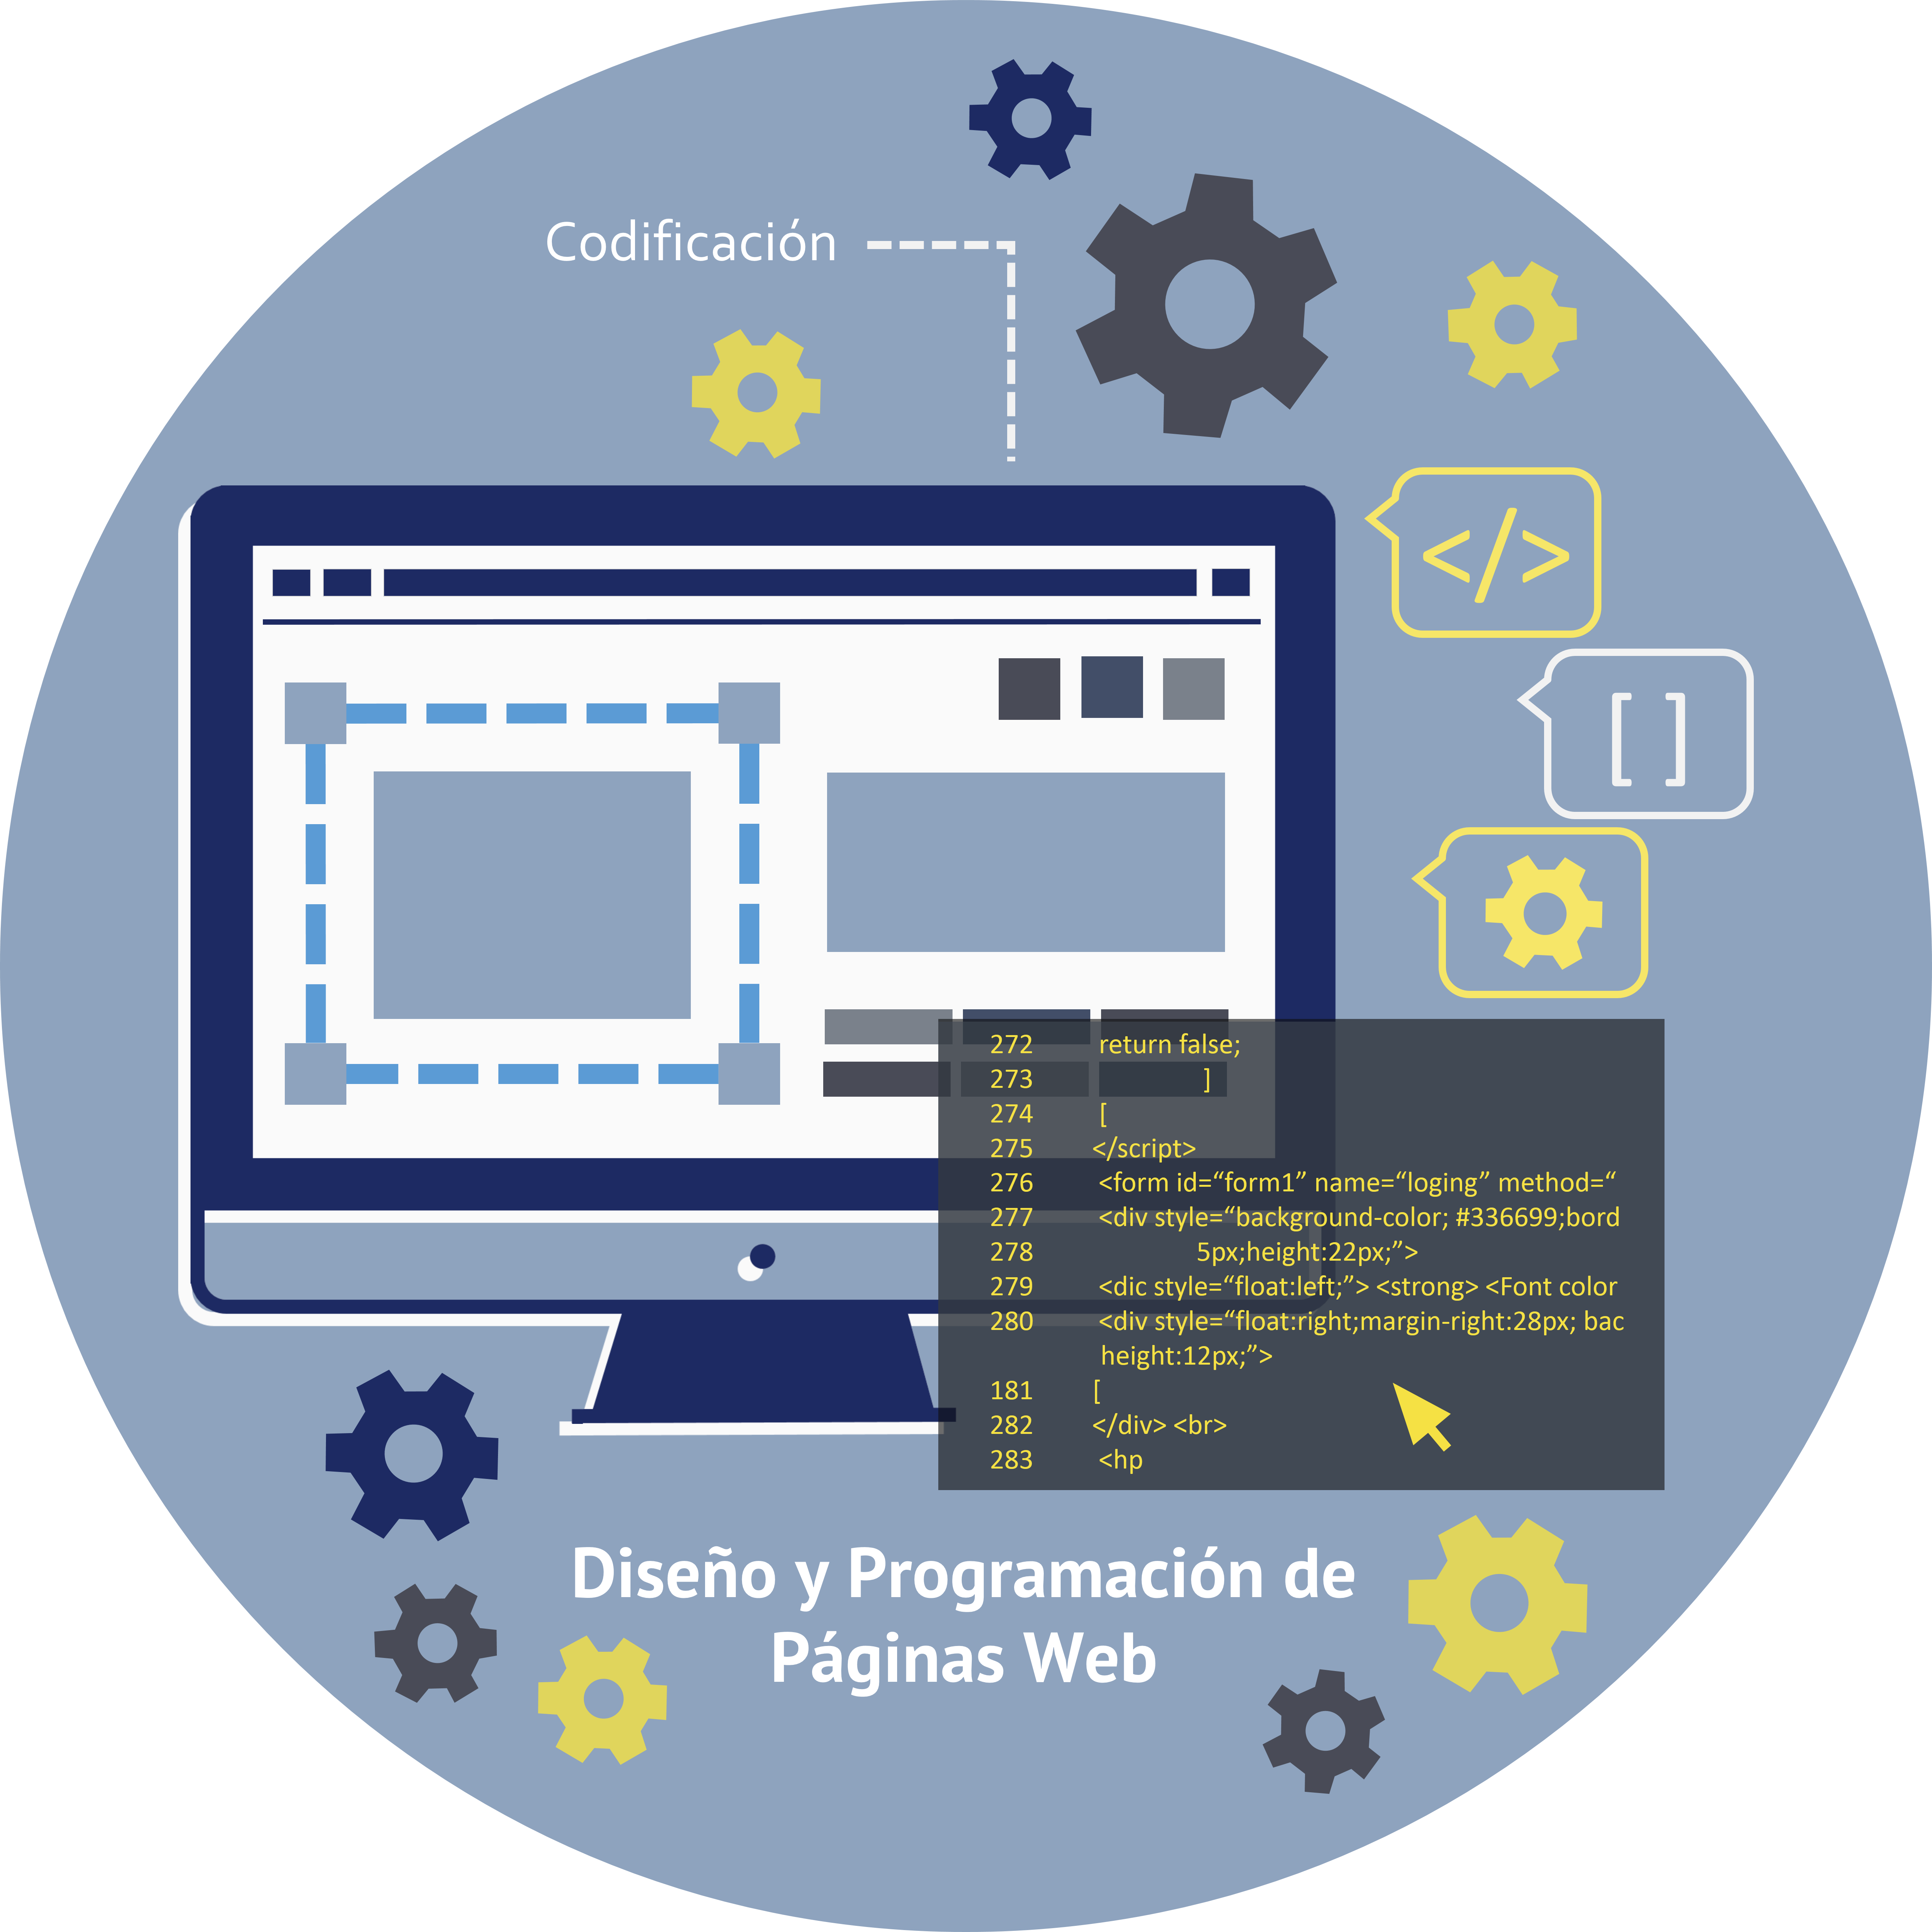 Codificación
</>
[ ]
272 return false;
273 ]
274 [
275 </script>
276 <form id=“form1” name=“loging” method=“
277 <div style=“background-color; #336699;bord
278 5px;height:22px;”>
279 <dic style=“float:left;”> <strong> <Font color
280 <div style=“float:right;margin-right:28px; bac
height:12px;”>
181 [
282 </div> <br>
283 <hp
Diseño y Programación de
Páginas Web